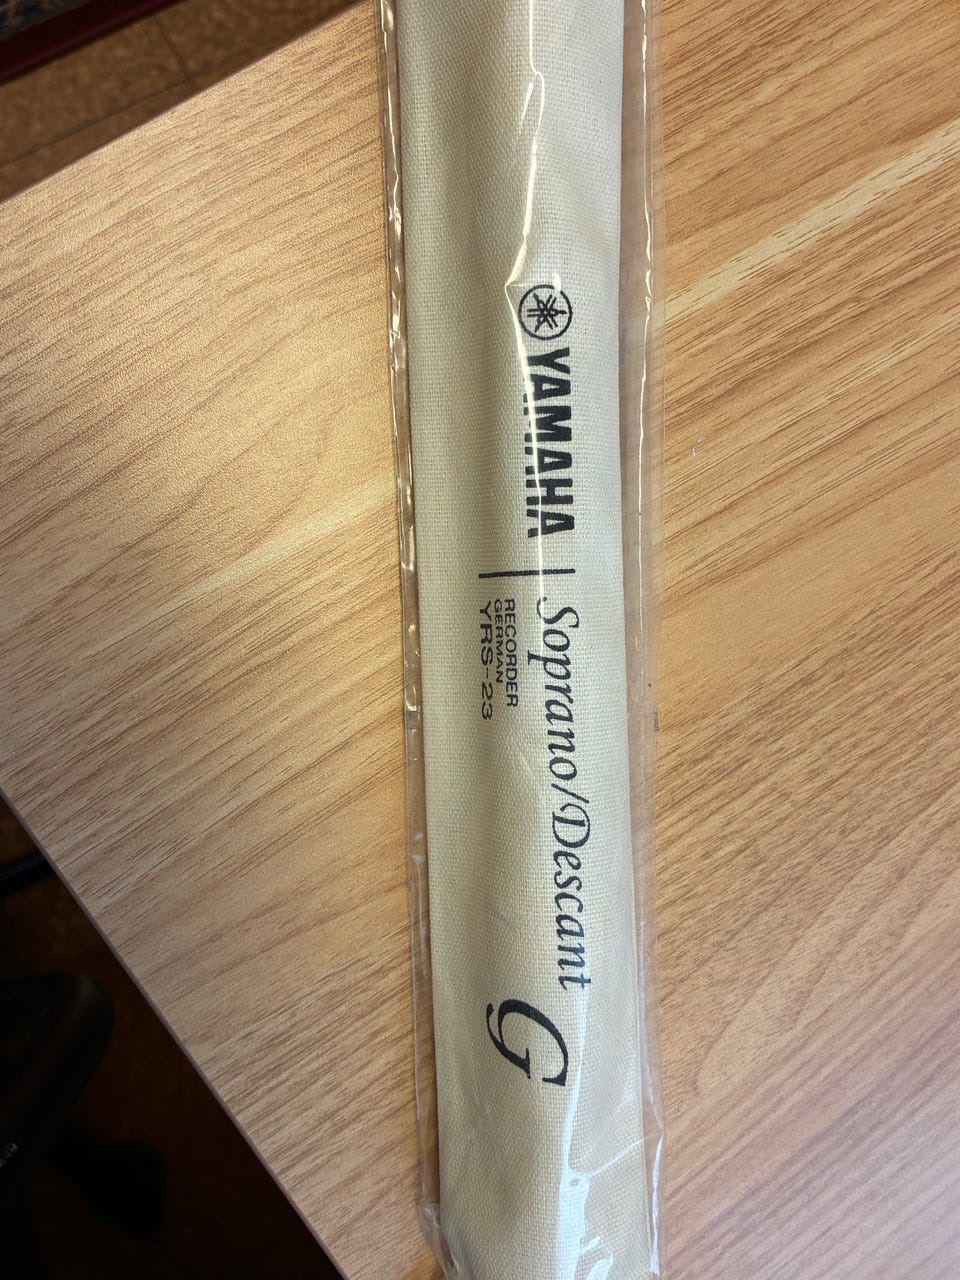 YAMAHA
Soprano/Descant
RECORDER
GERMAN
YRS-23
G